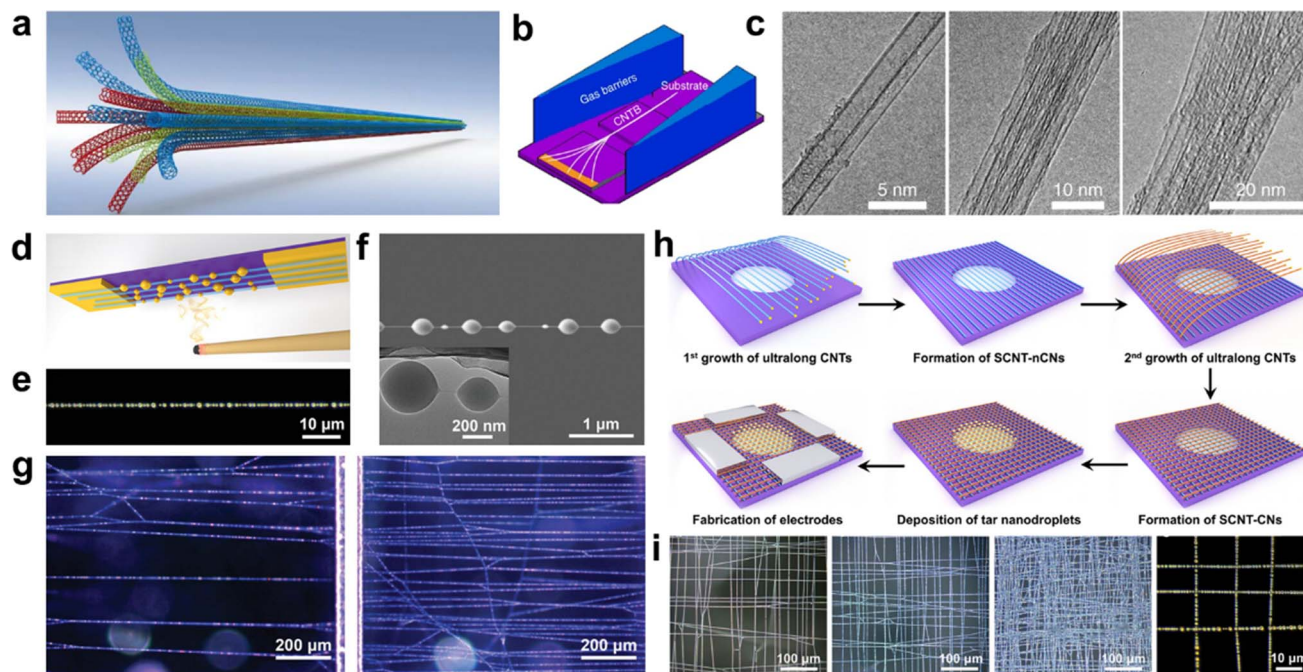 a
b
Gas barriers
Substrate
CNTB
c
5 nm
10 nm
20 nm
d
e
10 μm
f
200 nm
1 μm
g
200 μm
200 μm
h
1st growth of ultralong CNTs
Formation of SCNT-nCNs
2nd growth of ultralong CNTs
Fabrication of electrodes
Deposition of tar nanodroplets
Formation of SCNT-CNs
i
100 μm
100 μm
100 μm
10 μm